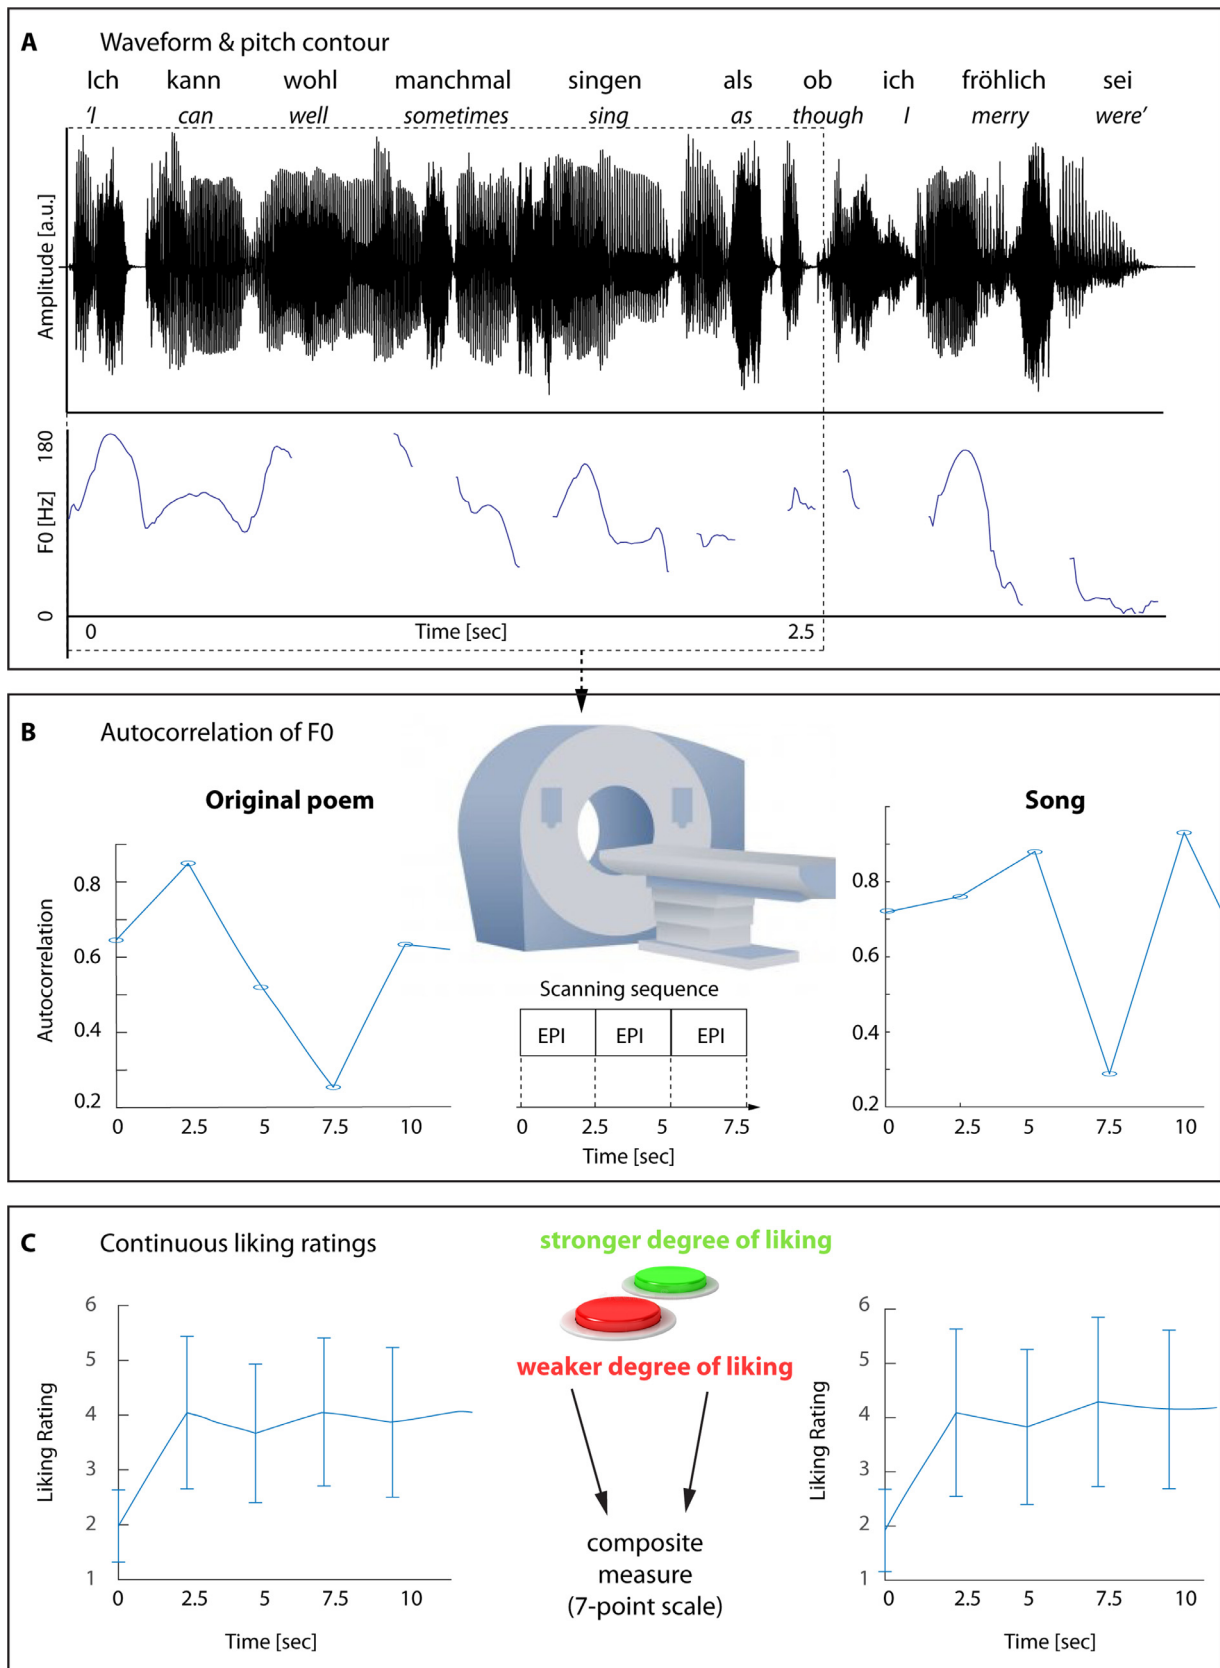 A Waveform & pitch contour
Ich kann wohl manchmal singen als ob ich fröhlich sei
‘I can well sometimes sing as though I merry were’
Amplitude [a.u.]
180
F0 [Hz]
0
0 Time [sec] 2.5
B Autocorrelation of F0
Original poem
Autocorrelation
0.8
0.6
0.4
0.2
0 2.5 5 7.5 10
Scanning sequence
EPI EPI EPI
0 2.5 5 7.5
Time [sec]
Song
0.8
0.6
0.4
0.2
0 2.5 5 7.5 10
C Continuous liking ratings
Liking Rating
6
5
4
3
2
1
0 2.5 5 7.5 10
Time [sec]
stronger degree of liking
weaker degree of liking
composite
measure
(7-point scale)
Liking Rating
6
5
4
3
2
1
0 2.5 5 7.5 10
Time [sec]